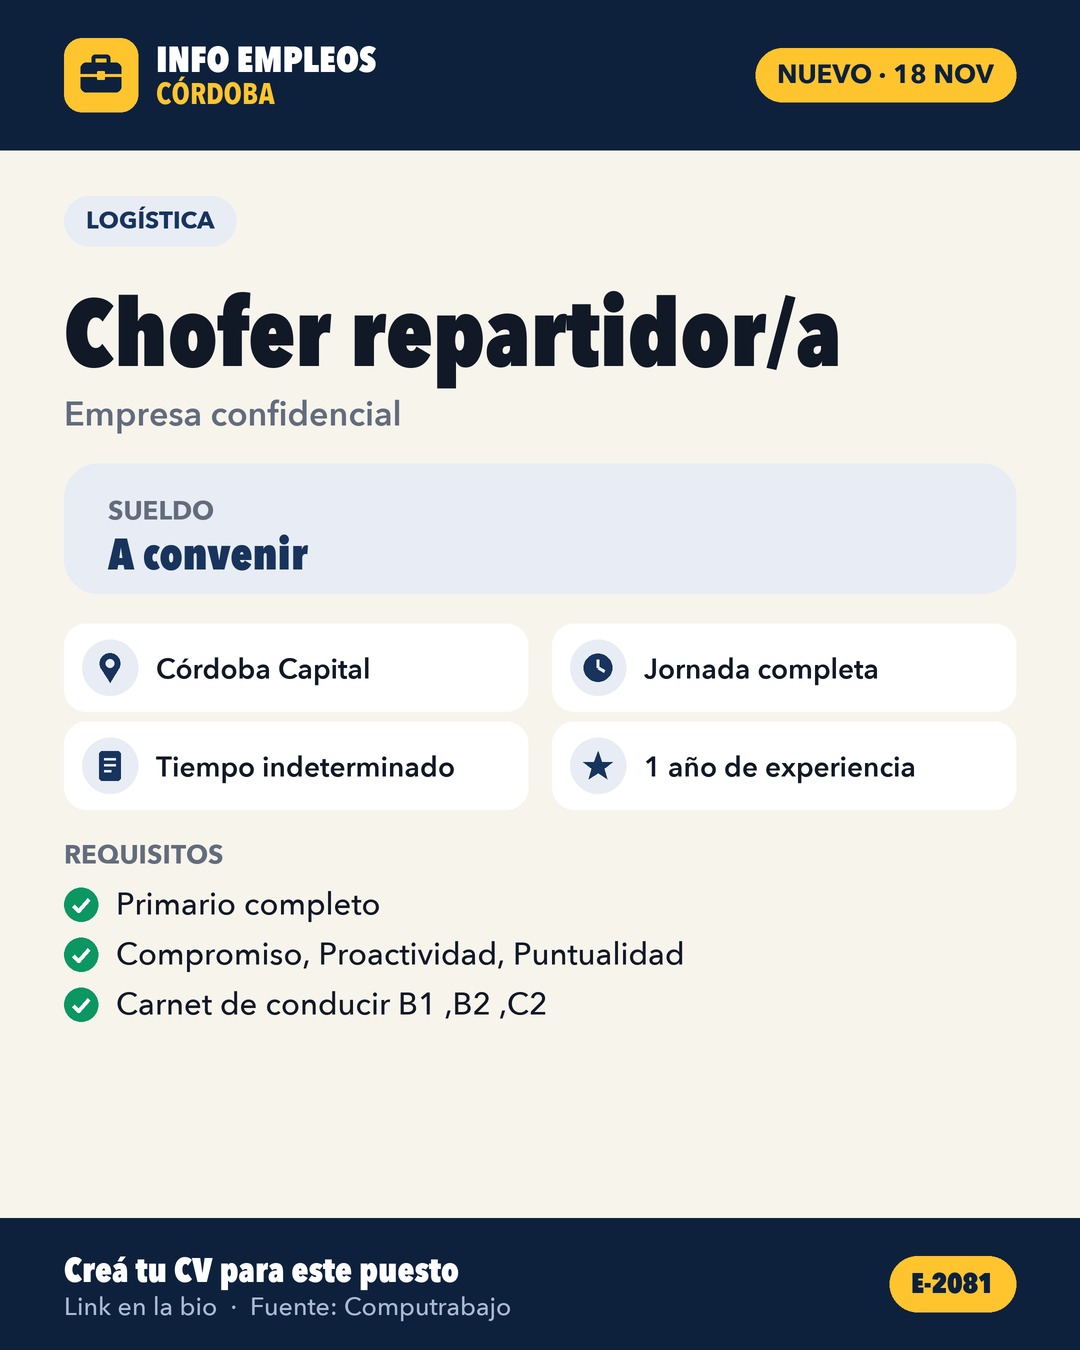 INFO EMPLEOS
CÓRDOBA
NUEVO · 18 NOV
LOGÍSTICA
Chofer repartidor/a
Empresa confidencial
SUELDO
A convenir
Córdoba Capital
Jornada completa
Tiempo indeterminado
1 año de experiencia
REQUISITOS
Primario completo
Compromiso, Proactividad, Puntualidad
Carnet de conducir B1 ,B2 ,C2
Creá tu CV para este puesto
Link en la bio · Fuente: Computrabajo
E-2081